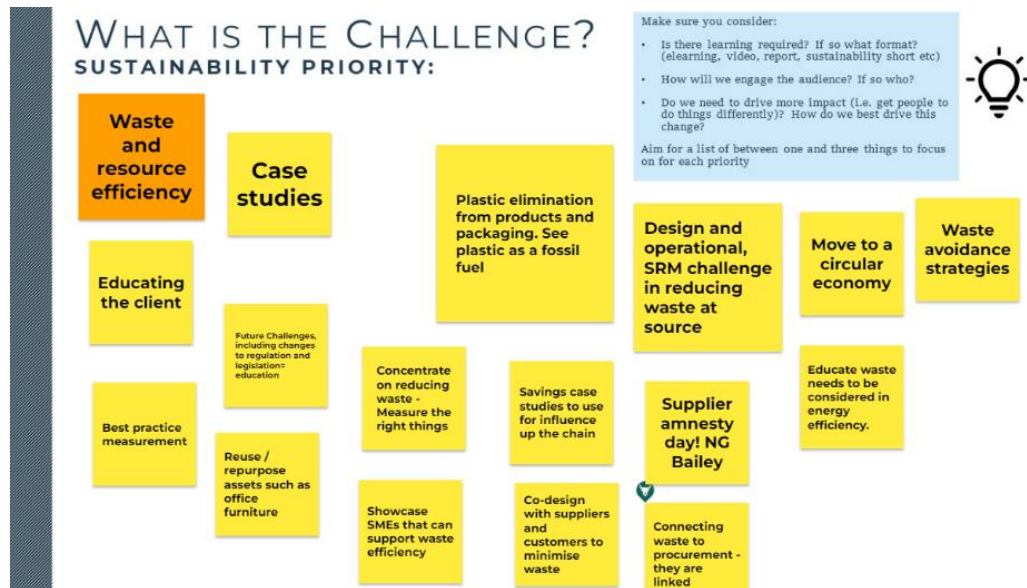 WHAT IS THE CHALLENGE?
SUSTAINABILITY PRIORITY:
Make sure you consider:
• Is there learning required? If so what format?
(elearning, video, report, sustainability short etc)
• How will we engage the audience? If so who?
• Do we need to drive more impact (i.e. get people to
do things differently)? How do we best drive this
change?
Aim for a list of between one and three things to focus
on for each priority
Waste
and
resource
efficiency
Case
studies
Plastic elimination
from products and
packaging. See
plastic as a fossil
fuel
Design and
operational,
SRM challenge
in reducing
waste at
source
Move to a
circular
economy
Waste
avoidance
strategies
Educating
the client
Future Challenges,
including changes
to regulation and
legislation=
education
Concentrate
on reducing
waste -
Measure the
right things
Savings case
studies to use
for influence
up the chain
Supplier
amnesty
day! NG
Bailey
Educate waste
needs to be
considered in
energy
efficiency.
Best practice
measurement
Reuse /
repurpose
assets such as
office
furniture
Showcase
SMEs that can
support waste
efficiency
Co-design
with suppliers
and
customers to
minimise
waste
Connecting
waste to
procurement -
they are
linked